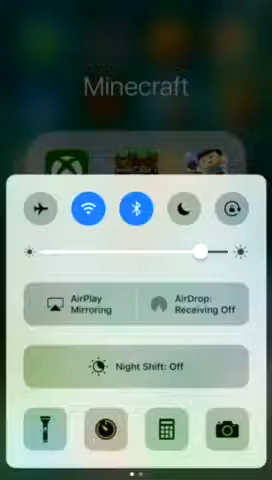 Minecraft
AirPlay
Mirroring
AirDrop:
Receiving Off
Night Shift: Off